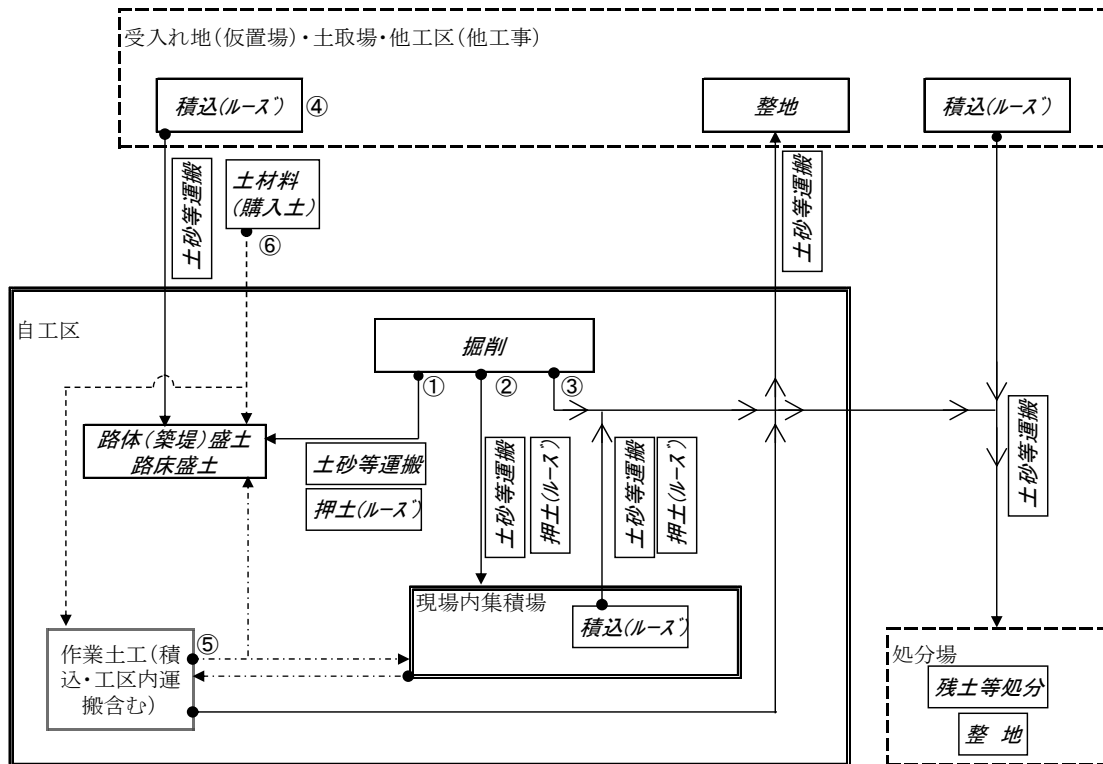 受入れ地(仮置場)・土取場・他工区(他工事)
積込(ルーズ)
④
整地
積込(ルーズ)
土砂等運搬
土材料
(購入土)
⑥
土砂等運搬
自工区
掘削
①
②
③
路体(築堤)盛土
路床盛土
土砂等運搬
押土(ルーズ)
土砂等運搬
押土(ルーズ)
土砂等運搬
押土(ルーズ)
土砂等運搬
現場内集積場
積込(ルーズ)
作業土工(積
込・工区内運
搬含む)
⑤
処分場
残土等処分
整 地